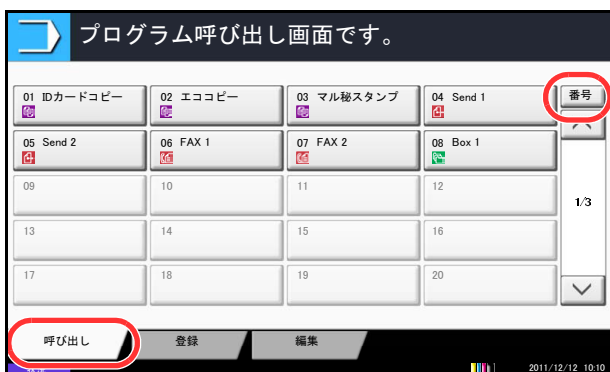 プログラム呼び出し画面です。
01 IDカードコピー
02 エココピー
03 マル秘スタンプ
04 Send 1
番号
05 Send 2
06 FAX 1
07 FAX 2
08 Box 1
09
10
11
12
1/3
13
14
15
16
17
18
19
20
呼び出し
登録
編集
2011/12/12 10:10